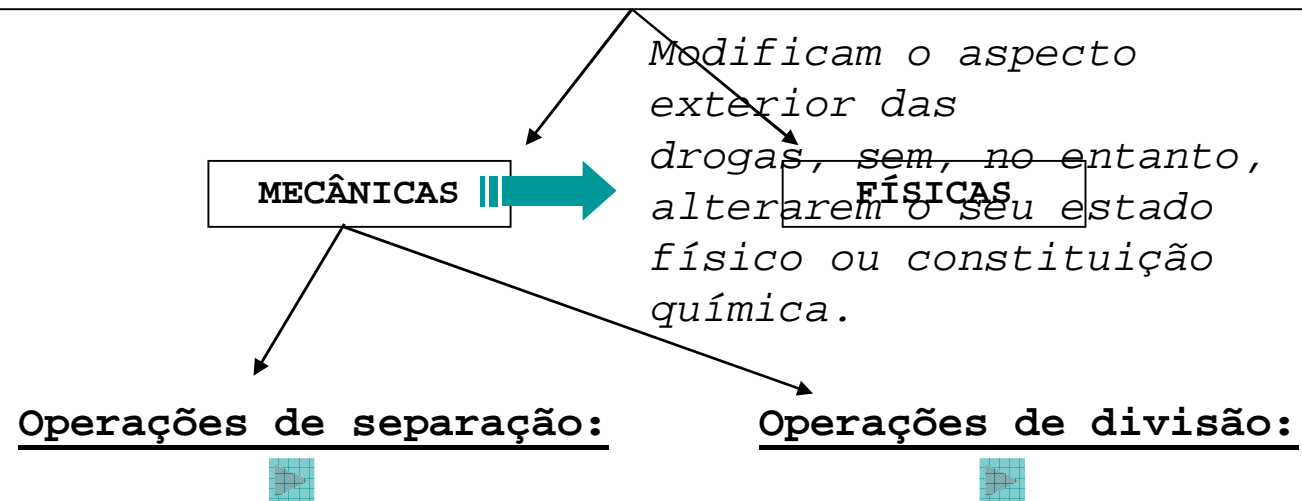 Modificam o aspecto
exterior das
drogas, sem, no entanto,
alterarem o seu estado
físico ou constituição
química.
MECÂNICAS
FÍSICAS
Operações de separação:
Operações de divisão: